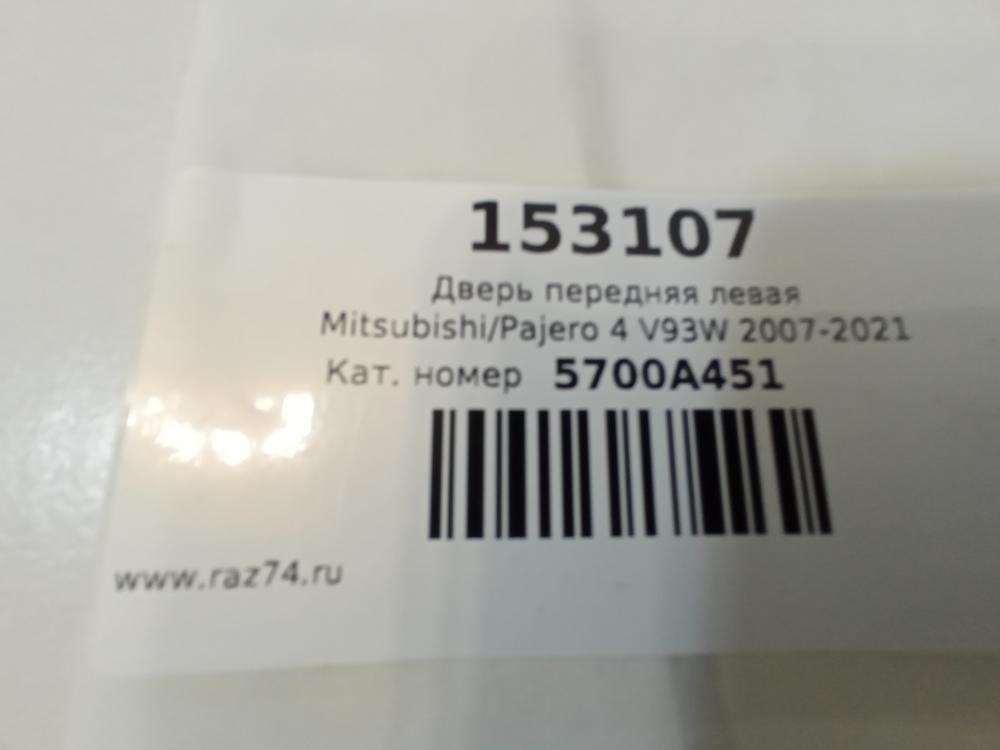 153107
Дверь передняя левая
Mitsubishi/Pajero 4 V93W 2007-2021
Кат. номер 5700A451
www.raz74.ru